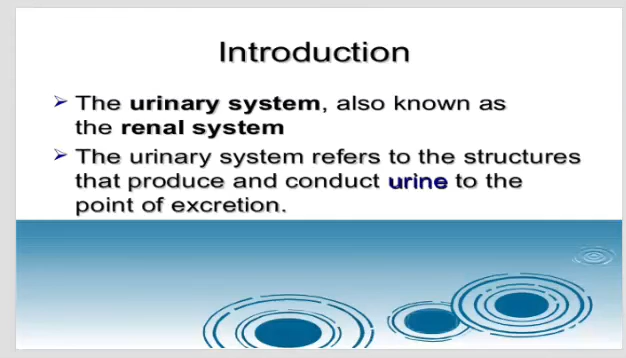 Introduction
The urinary system, also known as
the renal system
The urinary system refers to the structures
that produce and conduct urine to the
point of excretion.